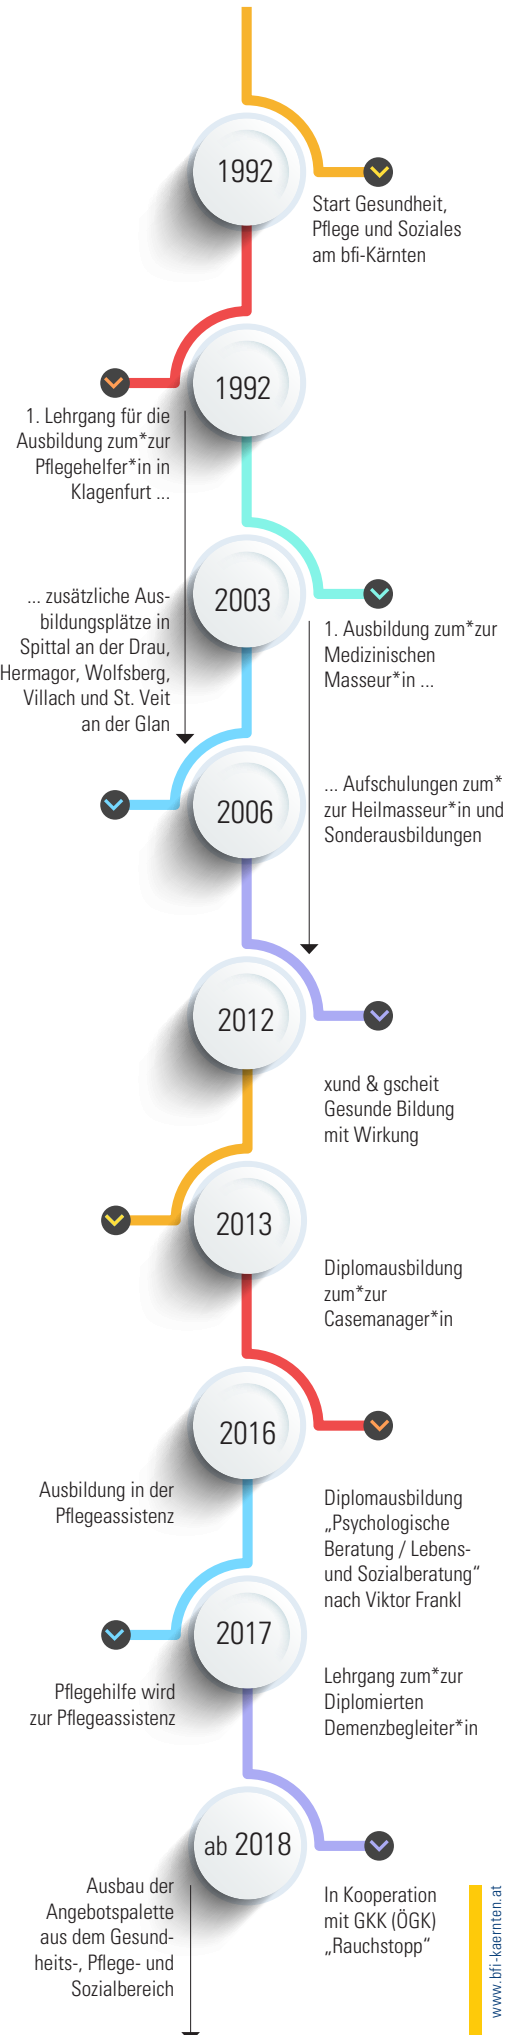 1992
Start Gesundheit,
Pflege und Soziales
am bfi-Kärnten
1992
1. Lehrgang für die
Ausbildung zum*zur
Pflegehelfer*in in
Klagenfurt ...
... zusätzliche Aus-
bildungsplätze in
Spittal an der Drau,
Hermagor, Wolfsberg,
Villach und St. Veit
an der Glan
2003
1. Ausbildung zum*zur
Medizinischen
Masseur*in ...
... Aufschulungen zum*
zur Heilmasseur*in und
Sonderausbildungen
2006
2012
xund & gscheit
Gesunde Bildung
mit Wirkung
2013
Diplomausbildung
zum*zur
Casemanager*in
2016
Ausbildung in der
Pflegeassistenz
Diplomausbildung
„Psychologische
Beratung / Lebens-
und Sozialberatung“
nach Viktor Frankl
2017
Pflegehilfe wird
zur Pflegeassistenz
Lehrgang zum*zur
Diplomierten
Demenzbegleiter*in
ab 2018
Ausbau der
Angebotspalette
aus dem Gesund-
heits-, Pflege- und
Sozialbereich
In Kooperation
mit GKK (ÖGK)
„Rauchstopp“
www.bfi-kaernten.at